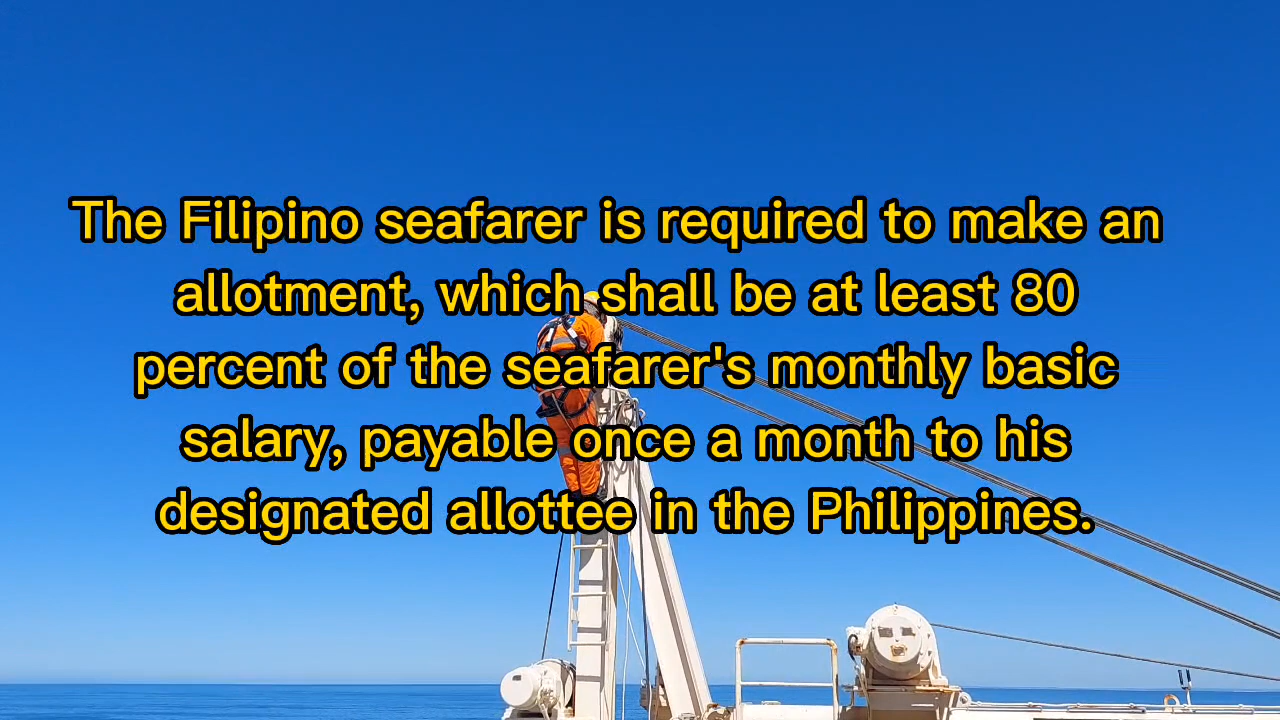 The Filipino seafarer is required to make an
allotment, which shall be at least 80
percent of the seafarer's monthly basic
salary, payable once a month to his
designated allottee in the Philippines.